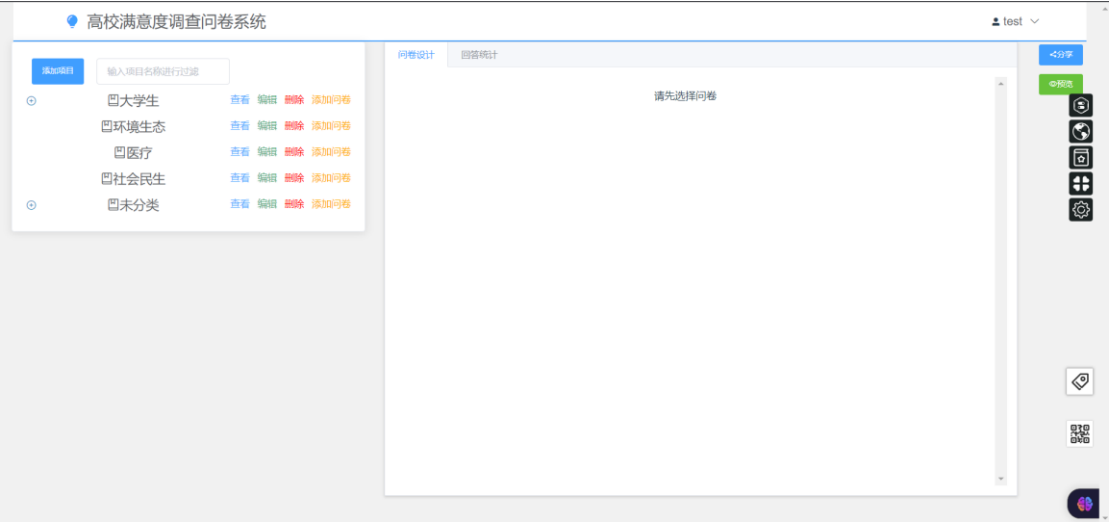 高校满意度调查问卷系统
test
添加项目
输入项目名称进行过滤
大学生 查看 编辑 删除 添加问卷
环境生态 查看 编辑 删除 添加问卷
医疗 查看 编辑 删除 添加问卷
社会民生 查看 编辑 删除 添加问卷
未分类 查看 编辑 删除 添加问卷
问卷设计 回答统计
请先选择问卷
分享
预览